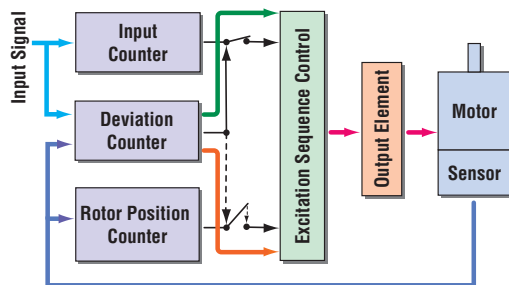 Input Signal
Input
Counter
Deviation
Counter
Rotor Position
Counter
Excitation Sequence Control
Output Element
Motor
Sensor